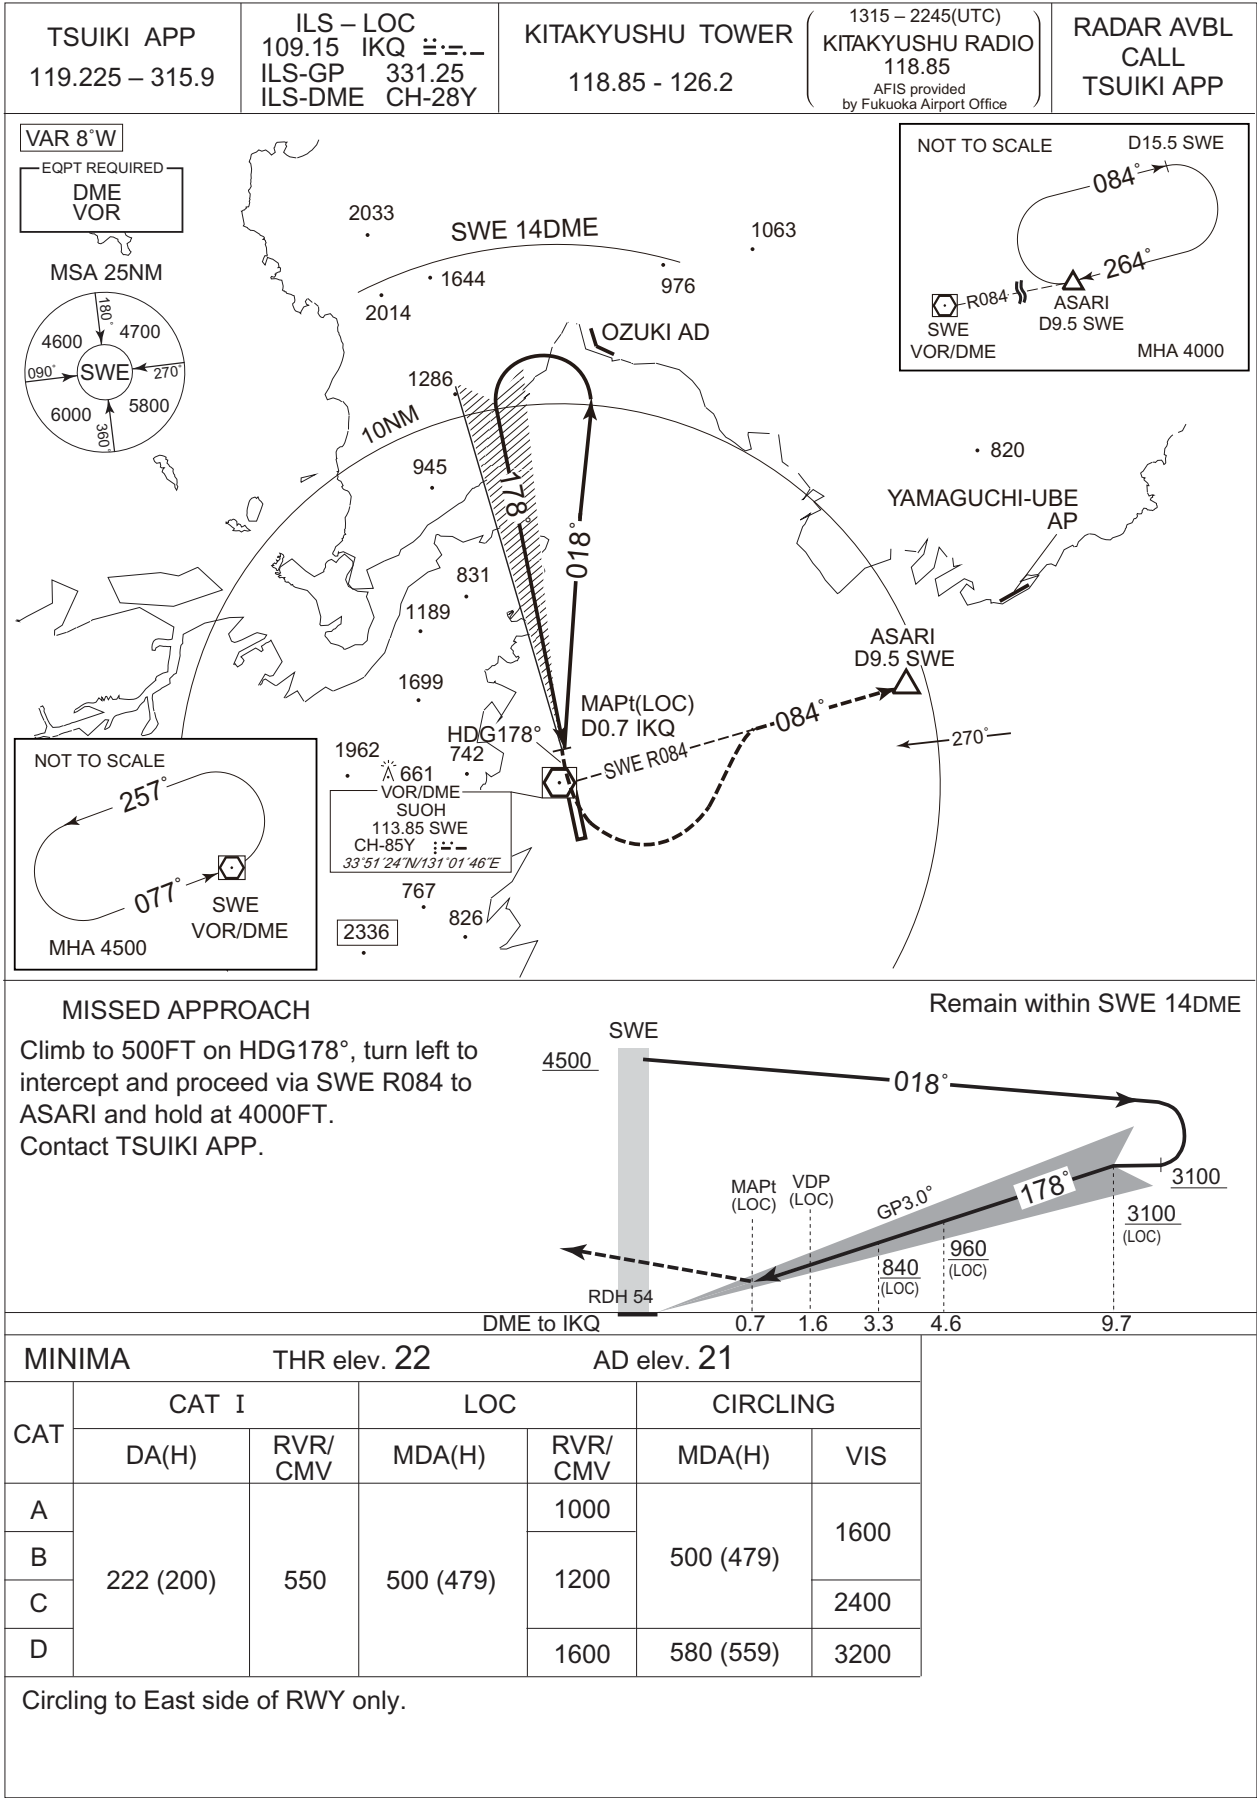 TSUIKI APP
119.225 – 315.9
ILS – LOC
109.15 IKQ
ILS-GP 331.25
ILS-DME CH-28Y
KITAKYUSHU TOWER
118.85 - 126.2
1315 – 2245(UTC)
KITAKYUSHU RADIO
118.85
AFIS provided
by Fukuoka Airport Office
RADAR AVBL
CALL
TSUIKI APP
VAR 8°W
EQPT REQUIRED
DME
VOR
MSA 25NM
180°
4600
4700
090°
SWE
270°
6000
5800
360°
2033
SWE 14DME
1063
1644
976
2014
OZUKI AD
1286
10NM
945
178°
018°
831
1189
1699
820
YAMAGUCHI-UBE
AP
ASARI
D9.5 SWE
MAPt(LOC)
D0.7 IKQ
HDG178°
084°
SWE R084
270°
1962
742
661
VOR/DME
SUOH
113.85 SWE
CH-85Y
33°51´24˝N/131°01´46˝E
767
826
2336
NOT TO SCALE
D15.5 SWE
084°
264°
R084
ASARI
D9.5 SWE
SWE
VOR/DME
MHA 4000
NOT TO SCALE
257°
077°
SWE
VOR/DME
MHA 4500
MISSED APPROACH
Climb to 500FT on HDG178°, turn left to
intercept and proceed via SWE R084 to
ASARI and hold at 4000FT.
Contact TSUIKI APP.
Remain within SWE 14DME
SWE
4500
018°
MAPt
(LOC)
VDP
(LOC)
GP3.0°
178°
3100
3100
(LOC)
960
(LOC)
840
(LOC)
RDH 54
DME to IKQ 0.7 1.6 3.3 4.6 9.7
MINIMA THR elev. 22 AD elev. 21
CAT CAT I LOC CIRCLING
DA(H) RVR/CMV MDA(H) RVR/CMV MDA(H) VIS
A 222 (200) 550 500 (479) 1000 500 (479) 1600
B 1200
C 2400
D 1600 580 (559) 3200
Circling to East side of RWY only.